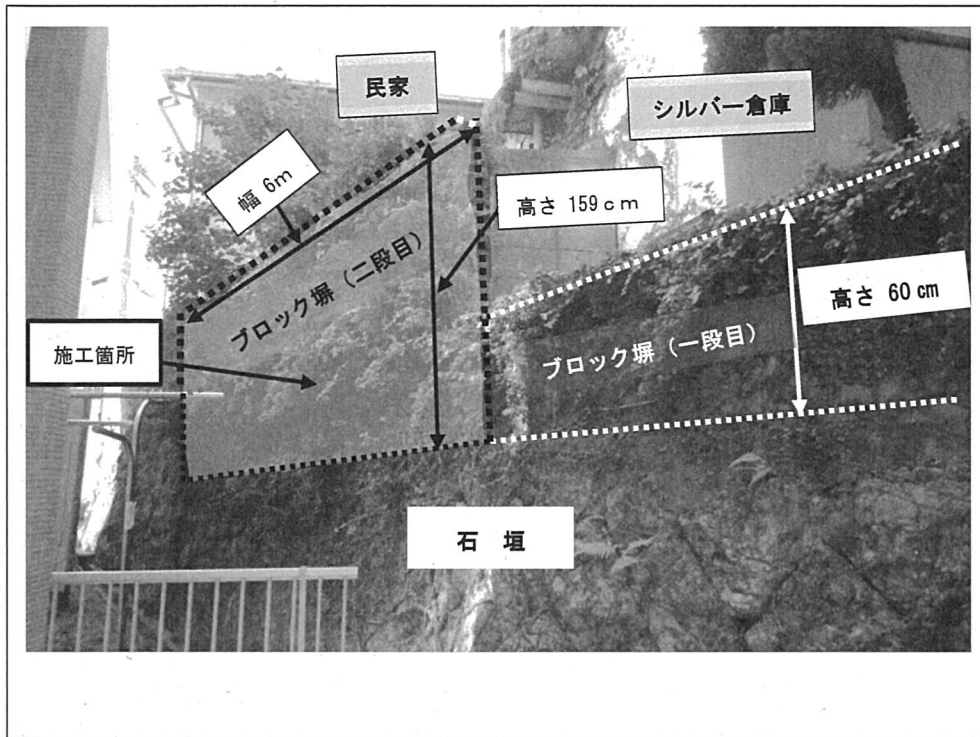 民家
シルバー倉庫
幅 6m
高さ 159cm
ブロック塀（二段目）
高さ 60cm
施工箇所
ブロック塀（一段目）
石 垣